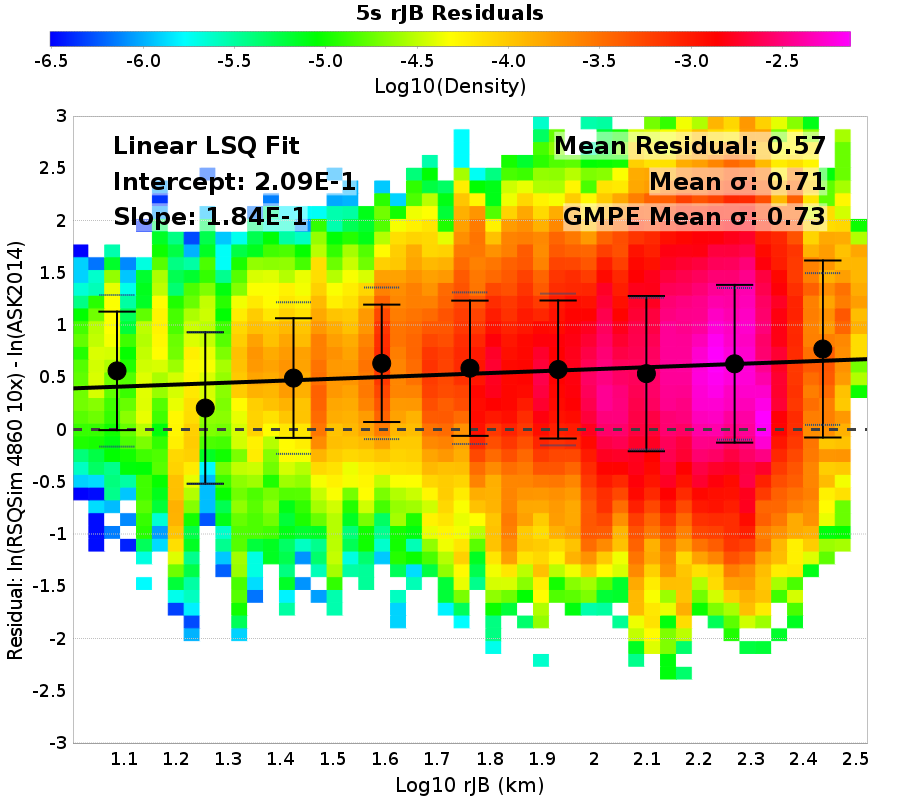 5s rJB Residuals
-6.5 -6.0 -5.5 -5.0 -4.5 -4.0 -3.5 -3.0 -2.5
Log10(Density)
Linear LSQ Fit
Intercept: 2.09E-1
Slope: 1.84E-1
Mean Residual: 0.57
Mean σ: 0.71
GMPE Mean σ: 0.73
Residual: ln(RSQSim 4860 10x) - ln(ASK2014)
3
2.5
2
1.5
1
0.5
0
-0.5
-1
-1.5
-2
-2.5
-3
1.1 1.2 1.3 1.4 1.5 1.6 1.7 1.8 1.9 2 2.1 2.2 2.3 2.4 2.5
Log10 rJB (km)